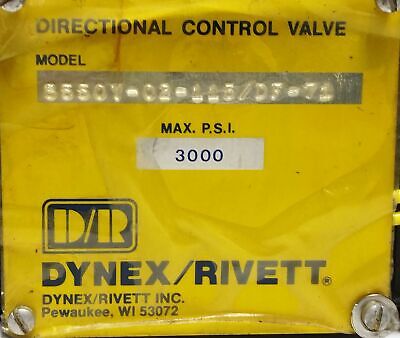 DIRECTIONAL CONTROL VALVE
MODEL
MAX. P.S.I.
3000
D/R
DYNEX/RIVETT®
DYNEX/RIVETT INC.
Pewaukee, WI 53072